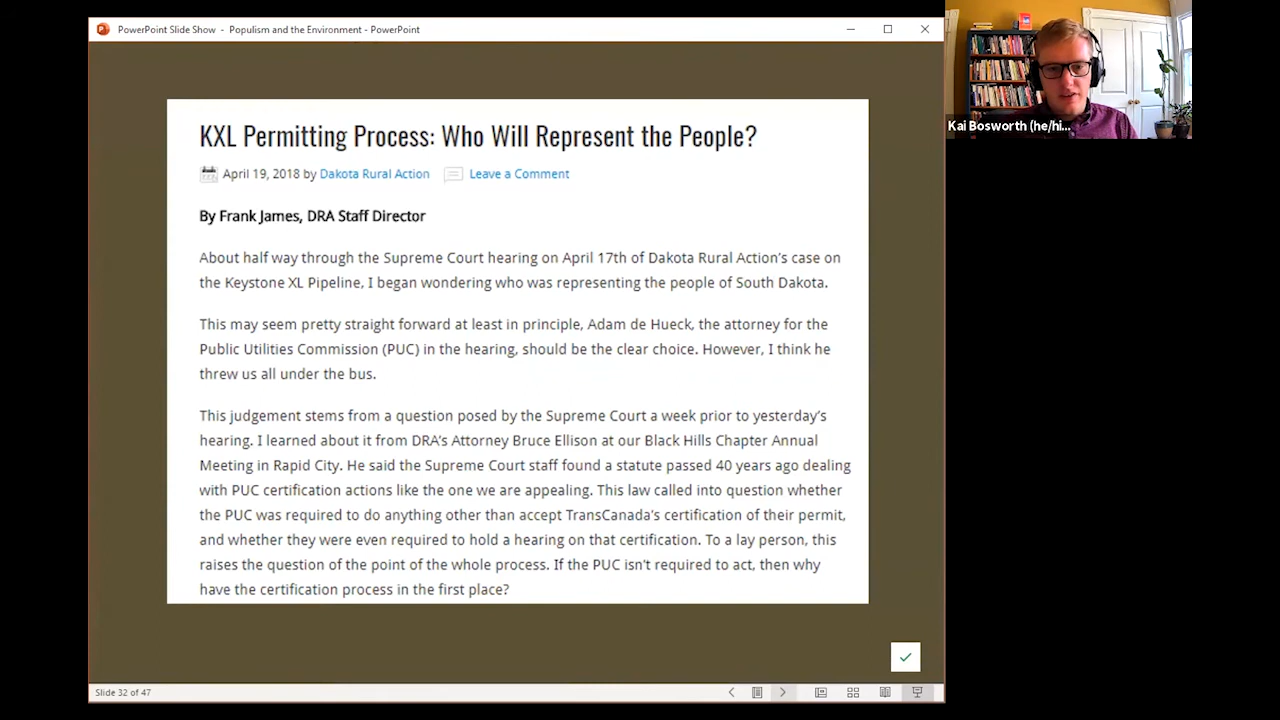 PowerPoint Slide Show - Populism and the Environment - PowerPoint
KXL Permitting Process: Who Will Represent the People?
April 19, 2018 by Dakota Rural Action Leave a Comment
By Frank James, DRA Staff Director
About half way through the Supreme Court hearing on April 17th of Dakota Rural Action's case on
the Keystone XL Pipeline, I began wondering who was representing the people of South Dakota.
This may seem pretty straight forward at least in principle, Adam de Hueck, the attorney for the
Public Utilities Commission (PUC) in the hearing, should be the clear choice. However, I think he
threw us all under the bus.
This judgement stems from a question posed by the Supreme Court a week prior to yesterday's
hearing. I learned about it from DRA's Attorney Bruce Ellison at our Black Hills Chapter Annual
Meeting in Rapid City. He said the Supreme Court staff found a statute passed 40 years ago dealing
with PUC certification actions like the one we are appealing. This law called into question whether
the PUC was required to do anything other than accept TransCanada's certification of their permit,
and whether they were even required to hold a hearing on that certification. To a lay person, this
raises the question of the point of the whole process. If the PUC isn't required to act, then why
have the certification process in the first place?
Slide 32 of 47
Kai Bosworth (he/hi...